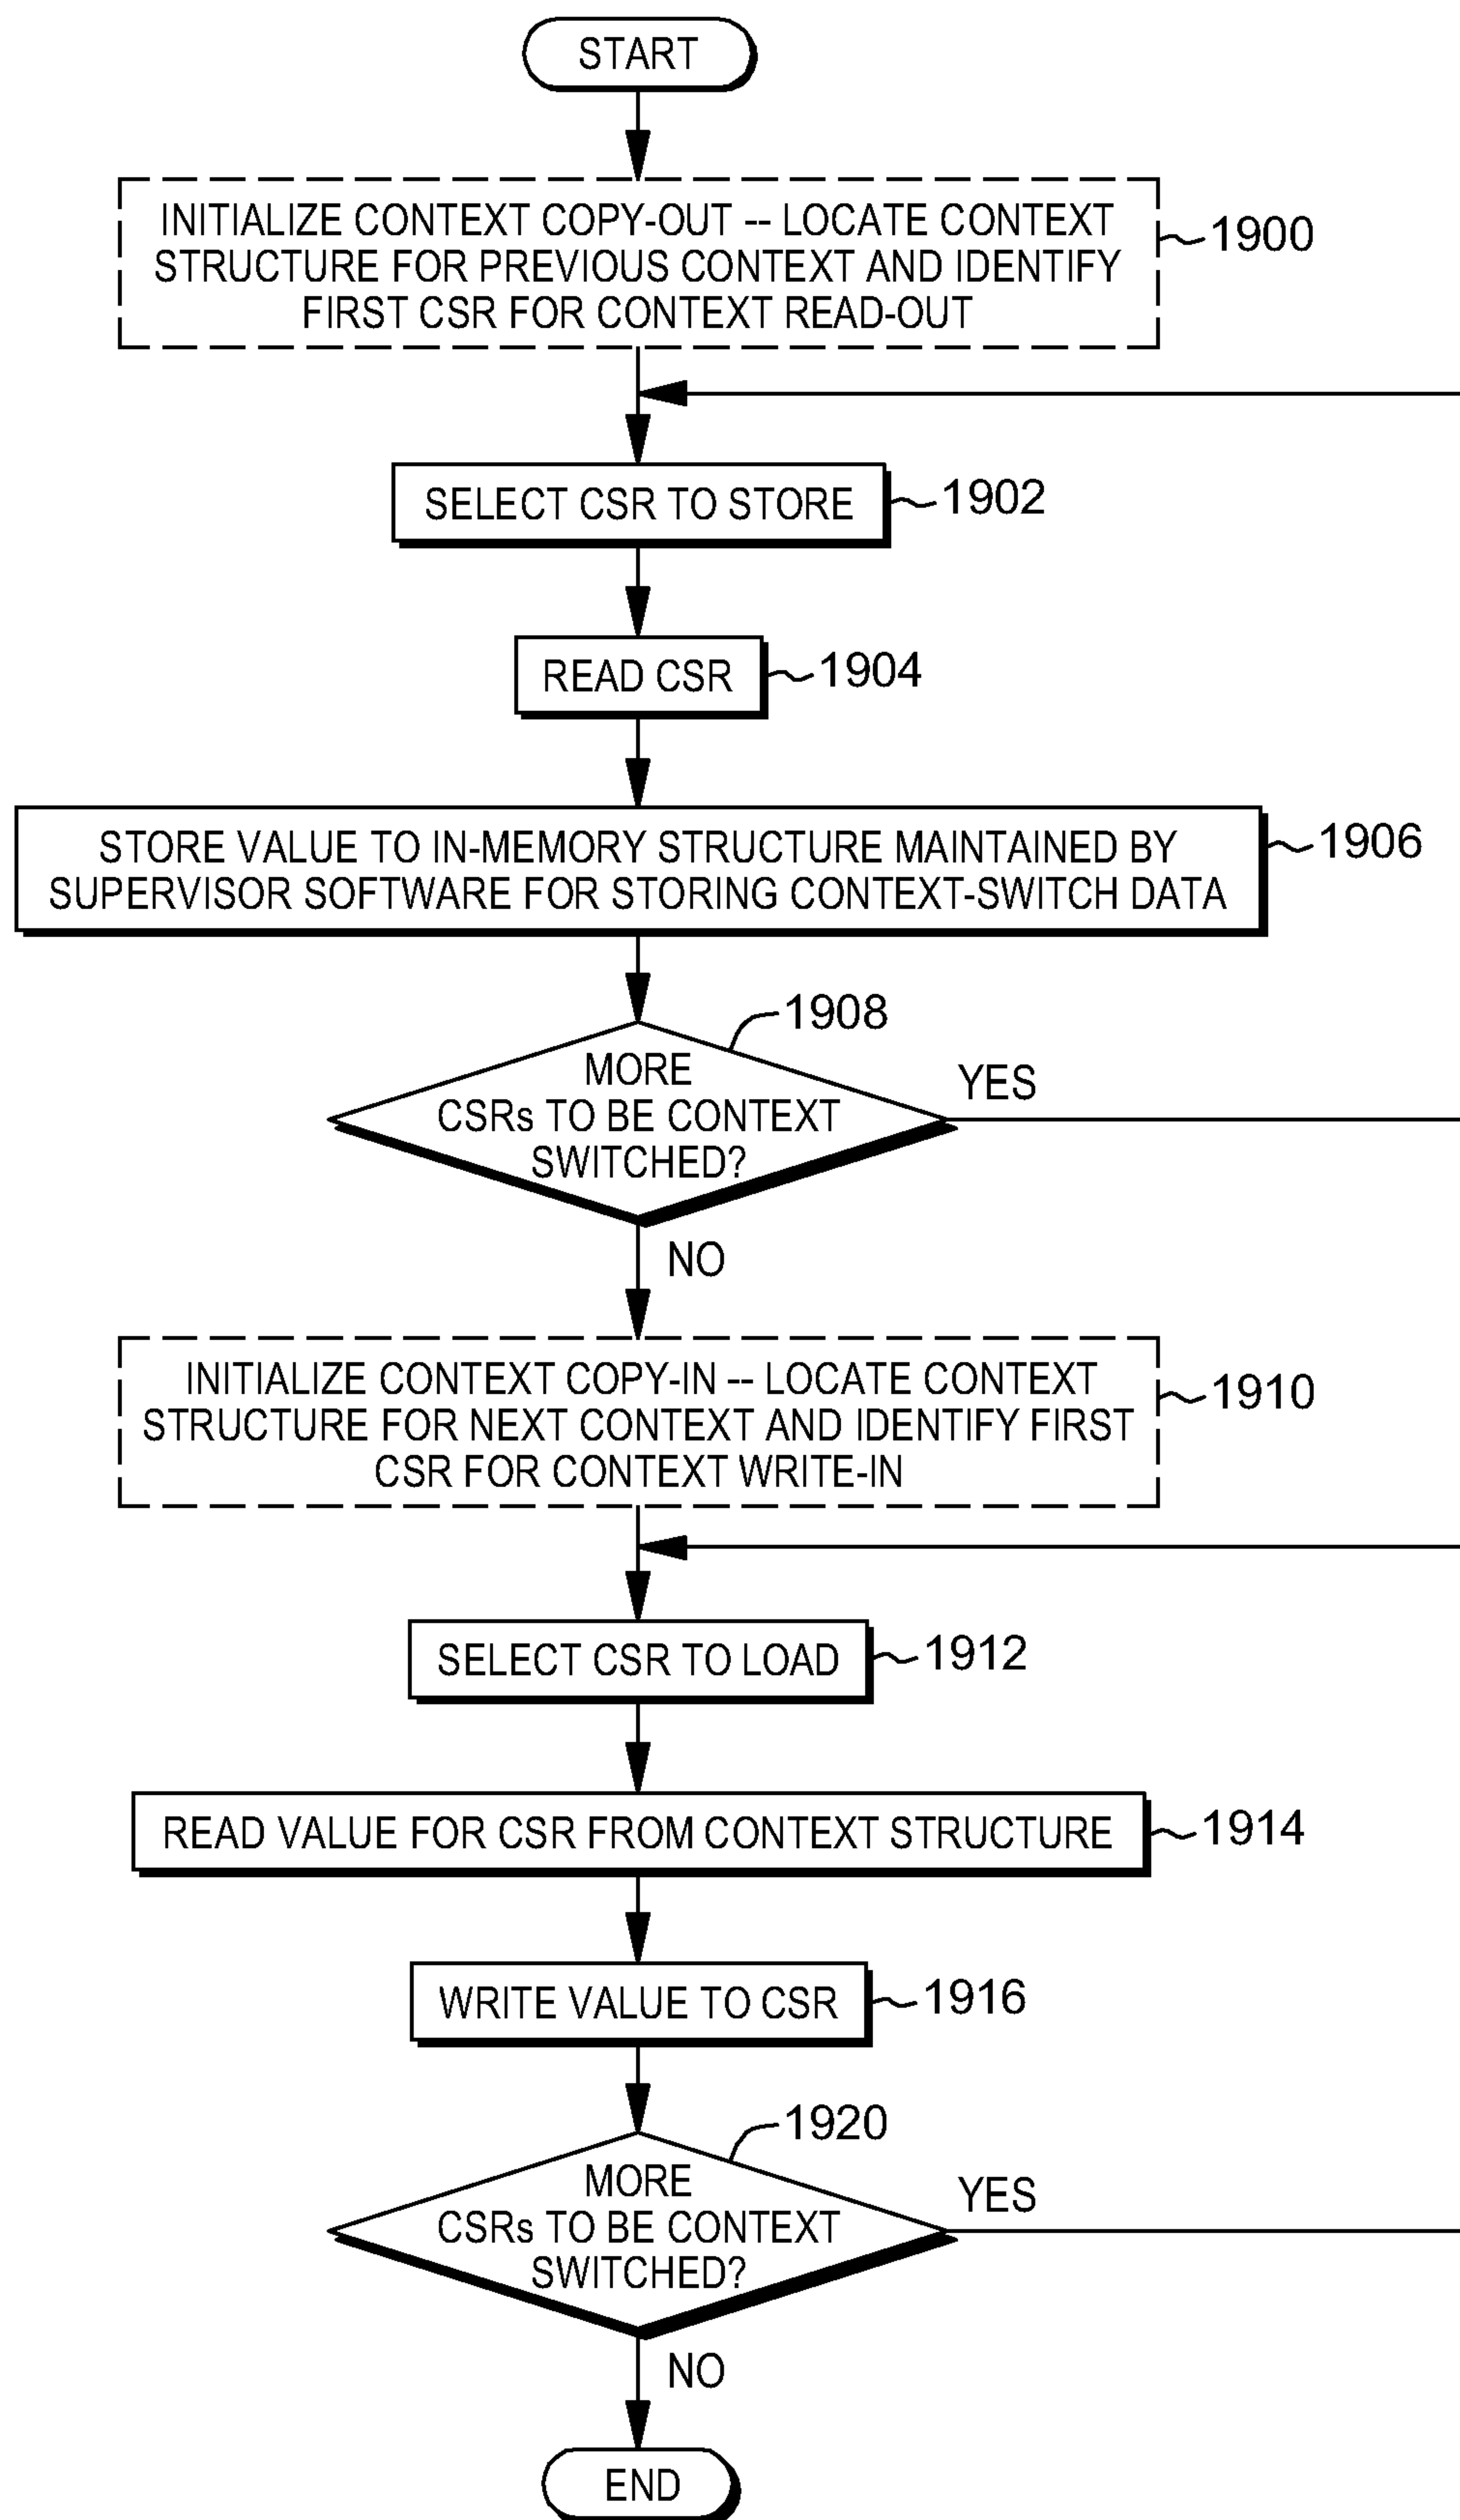 START
INITIALIZE CONTEXT COPY-OUT -- LOCATE CONTEXT
STRUCTURE FOR PREVIOUS CONTEXT AND IDENTIFY
FIRST CSR FOR CONTEXT READ-OUT
1900
SELECT CSR TO STORE
1902
READ CSR
1904
STORE VALUE TO IN-MEMORY STRUCTURE MAINTAINED BY
SUPERVISOR SOFTWARE FOR STORING CONTEXT-SWITCH DATA
1906
1908
MORE
CSRs TO BE CONTEXT
SWITCHED?
YES
NO
INITIALIZE CONTEXT COPY-IN -- LOCATE CONTEXT
STRUCTURE FOR NEXT CONTEXT AND IDENTIFY FIRST
CSR FOR CONTEXT WRITE-IN
1910
SELECT CSR TO LOAD
1912
READ VALUE FOR CSR FROM CONTEXT STRUCTURE
1914
WRITE VALUE TO CSR
1916
1920
MORE
CSRs TO BE CONTEXT
SWITCHED?
YES
NO
END